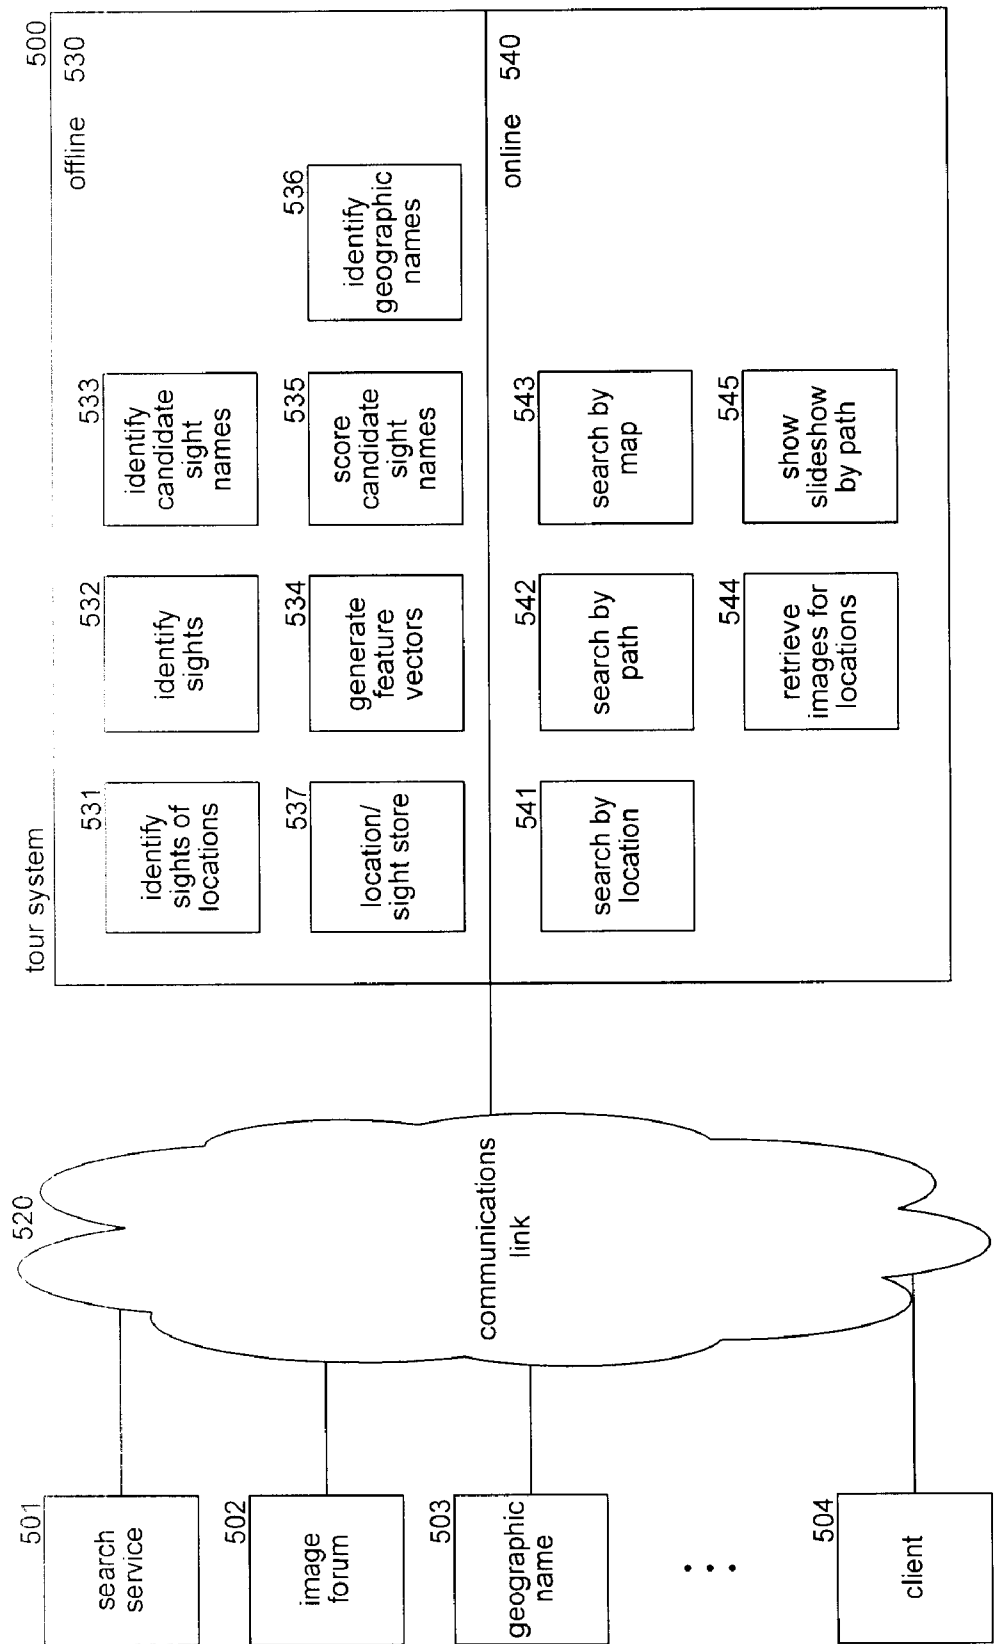 501
search
service
502
image
forum
503
geographic
name
504
client
520
communications
link
tour system
500
offline 530
531
identify
sights of
locations
532
identify
sights
533
identify
candidate
sight
names
537
location/
sight store
534
generate
feature
vectors
535
score
candidate
sight
names
536
identify
geographic
names
online 540
541
search by
location
542
search by
path
543
search by
map
544
retrieve
images for
locations
545
show
slideshow
by path